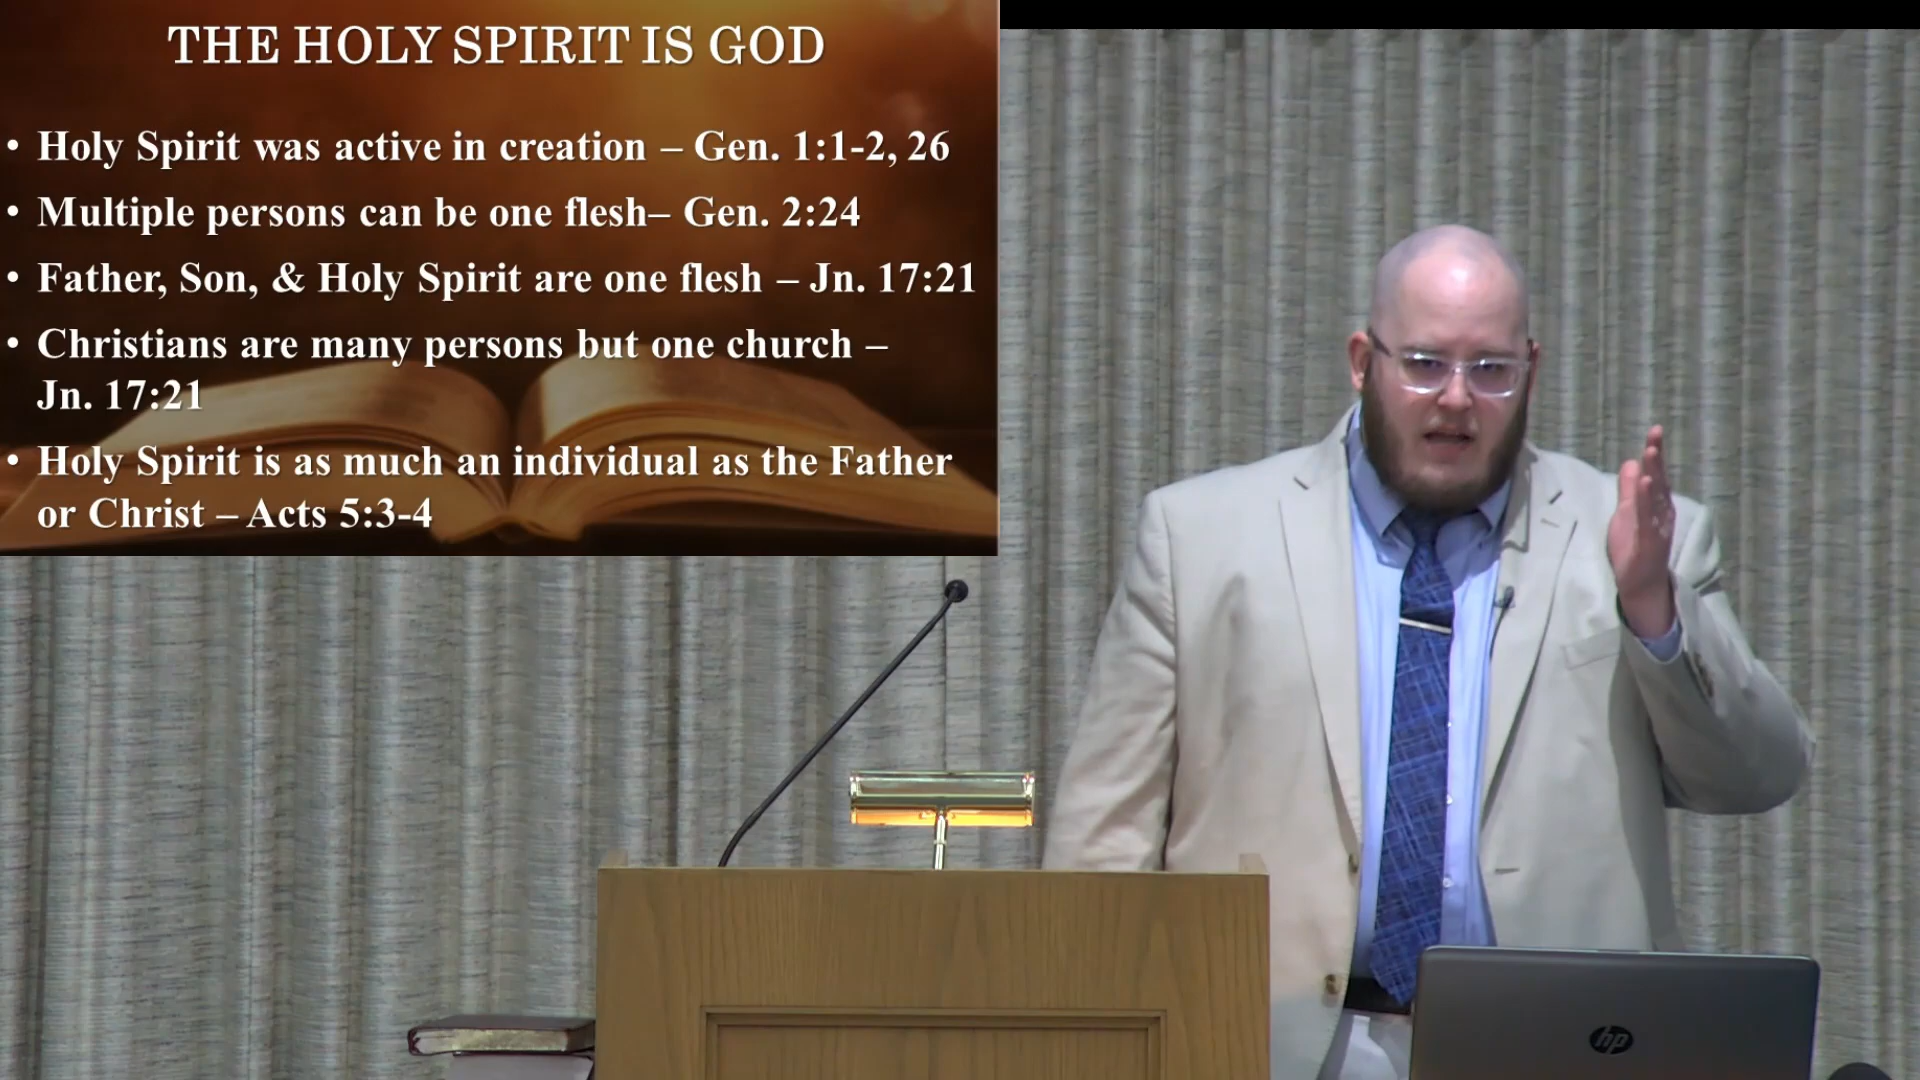 THE HOLY SPIRIT IS GOD
• Holy Spirit was active in creation – Gen. 1:1-2, 26
• Multiple persons can be one flesh– Gen. 2:24
• Father, Son, & Holy Spirit are one flesh – Jn. 17:21
• Christians are many persons but one church –
Jn. 17:21
• Holy Spirit is as much an individual as the Father
or Christ – Acts 5:3-4
hp